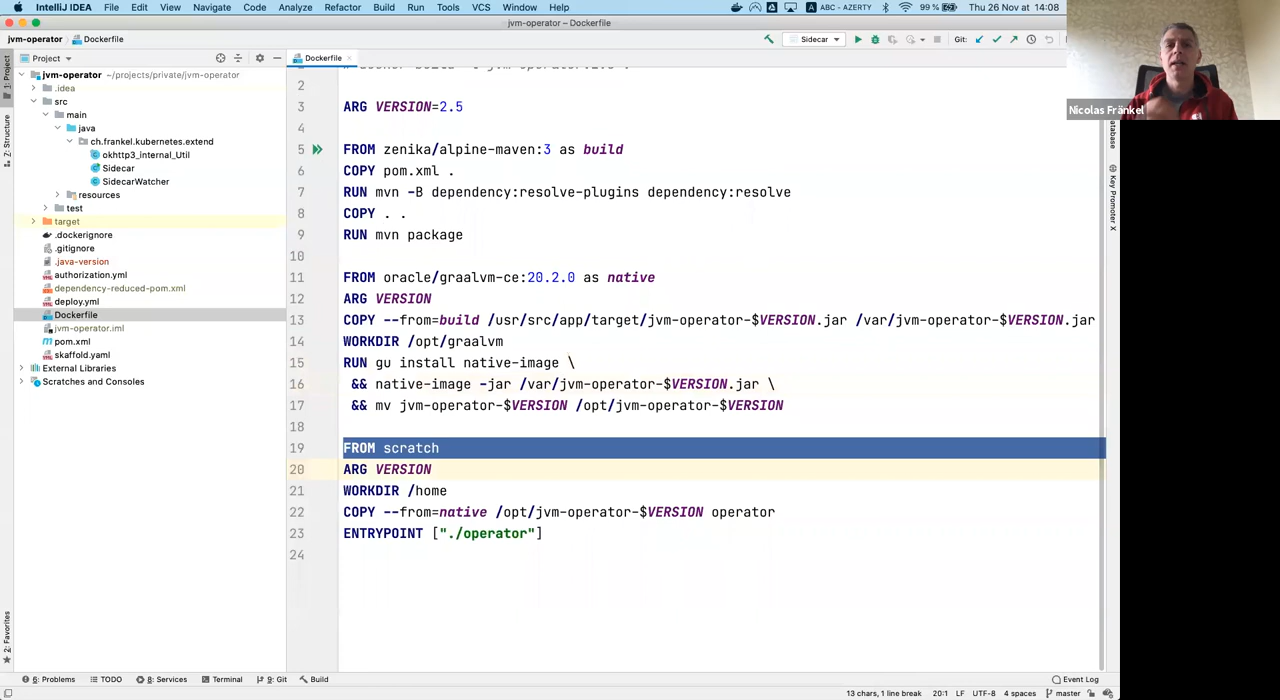 IntelliJ IDEA File Edit View Navigate Code Analyze Refactor Build Run Tools VCS Window Help ABC - AZERTY 99 % Thu 26 Nov at 14:08
jvm-operator – Dockerfile
jvm-operator Dockerfile Sidecar Git:
Nicolas Fränkel
1: Project
Z: Structure
Favorites
Project
jvm-operator ~/projects/private/jvm-operator
.idea
src
main
java
ch.frankel.kubernetes.extend
okhttp3_internal_Util
Sidecar
SidecarWatcher
resources
test
target
.dockerignore
.gitignore
.java-version
authorization.yml
dependency-reduced-pom.xml
deploy.yml
Dockerfile
jvm-operator.iml
pom.xml
skaffold.yaml
External Libraries
Scratches and Consoles
Dockerfile
2
3 ARG VERSION=2.5
4
5 FROM zenika/alpine-maven:3 as build
6 COPY pom.xml .
7 RUN mvn -B dependency:resolve-plugins dependency:resolve
8 COPY . .
9 RUN mvn package
10
11 FROM oracle/graalvm-ce:20.2.0 as native
12 ARG VERSION
13 COPY --from=build /usr/src/app/target/jvm-operator-$VERSION.jar /var/jvm-operator-$VERSION.jar
14 WORKDIR /opt/graalvm
15 RUN gu install native-image \
16 && native-image -jar /var/jvm-operator-$VERSION.jar \
17 && mv jvm-operator-$VERSION /opt/jvm-operator-$VERSION
18
19 FROM scratch
20 ARG VERSION
21 WORKDIR /home
22 COPY --from=native /opt/jvm-operator-$VERSION operator
23 ENTRYPOINT ["./operator"]
24
Key Promoter X
6: Problems TODO 8: Services Terminal 9: Git Build Event Log
13 chars, 1 line break 20:1 LF UTF-8 4 spaces master